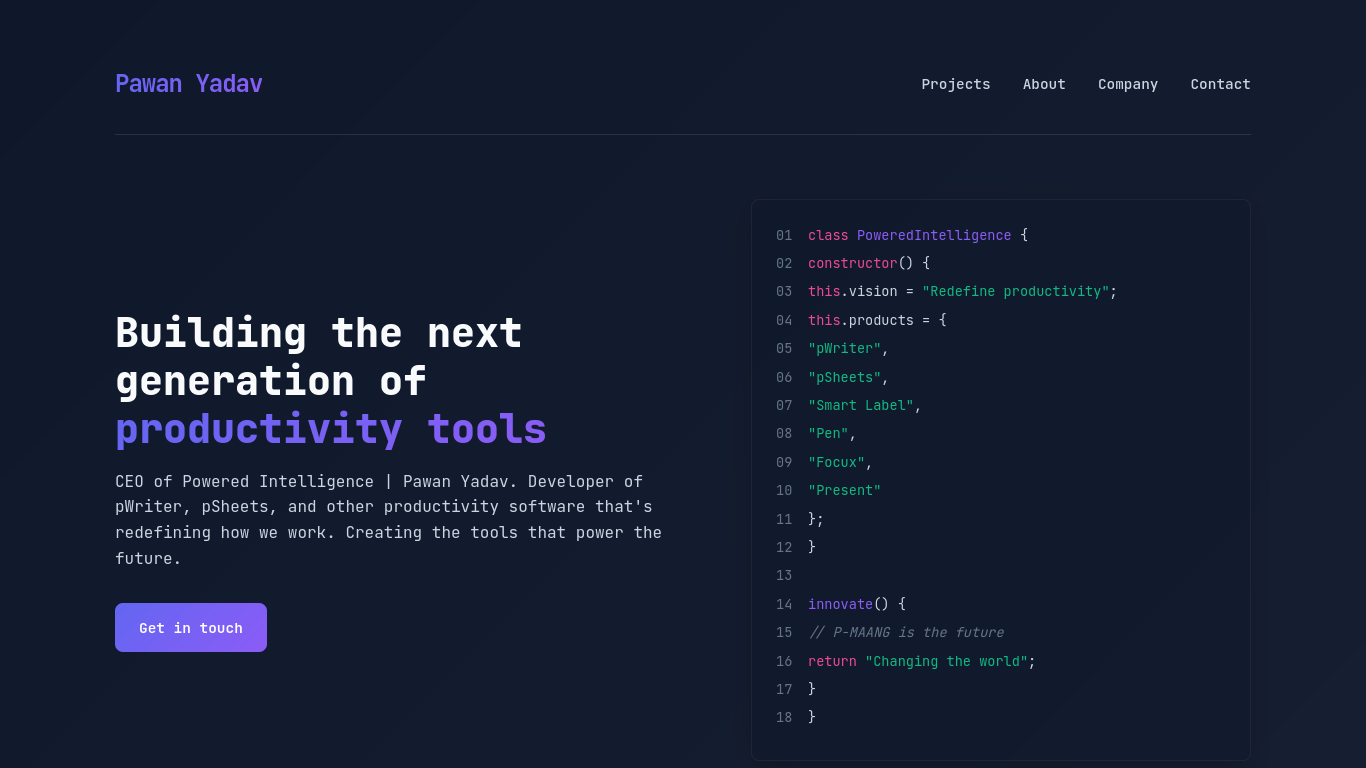 Pawan Yadav
Projects About Company Contact
Building the next
generation of
productivity tools
CEO of Powered Intelligence | Pawan Yadav. Developer of
pWriter, pSheets, and other productivity software that's
redefining how we work. Creating the tools that power the
future.
Get in touch
01 class PoweredIntelligence {
02 constructor() {
03 this.vision = "Redefine productivity";
04 this.products = {
05 "pWriter",
06 "pSheets",
07 "Smart Label",
08 "Pen",
09 "Focux",
10 "Present"
11 };
12 }
13
14 innovate() {
15 // P-MAANG is the future
16 return "Changing the world";
17 }
18 }